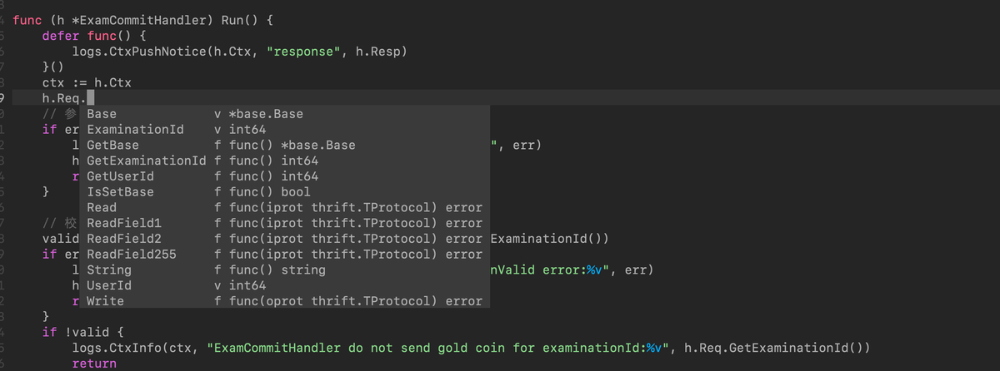 func (h *ExamCommitHandler) Run() {
defer func() {
logs.CtxPushNotice(h.Ctx, "response", h.Resp)
}()
ctx := h.Ctx
h.Req.
// 参 Base v *base.Base
if er ExaminationId v int64
l GetBase f func() *base.Base ", err)
h GetExaminationId f func() int64
r GetUserId f func() int64
} IsSetBase f func() bool
Read f func(iprot thrift.TProtocol) error
// 校 ReadField1 f func(iprot thrift.TProtocol) error
valid ReadField2 f func(iprot thrift.TProtocol) error ExaminationId())
if er ReadField255 f func(iprot thrift.TProtocol) error
l String f func() string nValid error:%v", err)
h UserId v int64
r Write f func(oprot thrift.TProtocol) error
}
if !valid {
logs.CtxInfo(ctx, "ExamCommitHandler do not send gold coin for examinationId:%v", h.Req.GetExaminationId())
return